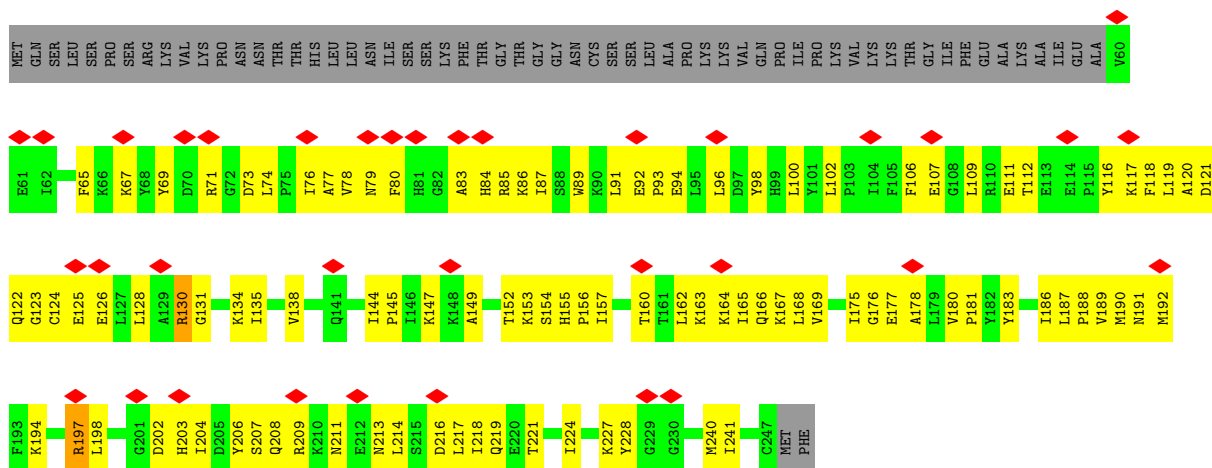 MET GLN SER LEU SER PRO SER ARG LYS VAL LYS PRO ASN ASN THR THR HIS LEU LEU ASN ILE SER SER LYS PHE THR GLY THR GLY GLY ASN CYS SER SER LEU ALA PRO LYS LYS VAL GLN PRO ILE PRO LYS VAL LYS LYS THR GLY ILE PHE GLU ALA LYS ALA ILE GLU ALA V60
E61 I62 F65 K66 K67 Y68 Y69 D70 R71 G72 D73 L74 P75 I76 A77 V78 N79 F80 H81 G82 A83 H84 R85 K86 I87 S88 W89 K90 L91 E92 P93 E94 L95 L96 D97 Y98 H99 L100 Y101 L102 P103 I104 F105 F106 E107 G108 L109 R110 E111 T112 E113 E114 P115 Y116 K117 F118 L119 A120 D121
Q122 G123 C124 E125 E126 L127 L128 A129 R130 G131 K134 I135 V138 Q141 I144 P145 I146 K147 K148 A149 T152 K153 S154 H155 P156 I157 T160 T161 L162 K163 K164 I165 Q166 K167 L168 V169 I175 G176 E177 A178 L179 V180 P181 Y182 Y183 I186 L187 P188 V189 M190 N191 M192
F193 K194 R197 L198 G201 D202 H203 I204 D205 Y206 S207 Q208 R209 K210 N211 E212 N213 L214 S215 D216 L217 I218 Q219 E220 T221 I224 K227 Y228 G229 G230 M240 I241 C247 MET PHE